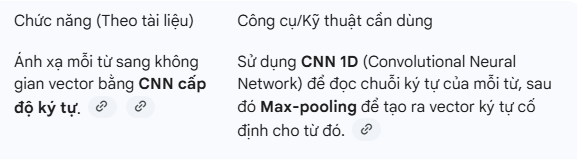 Chức năng (Theo tài liệu)
Công cụ/Kỹ thuật cần dùng
Ánh xạ mỗi từ sang không
gian vector bằng CNN cấp
độ ký tự.
Sử dụng CNN 1D (Convolutional Neural
Network) để đọc chuỗi ký tự của mỗi từ, sau
đó Max-pooling để tạo ra vector ký tự cố
định cho từ đó.